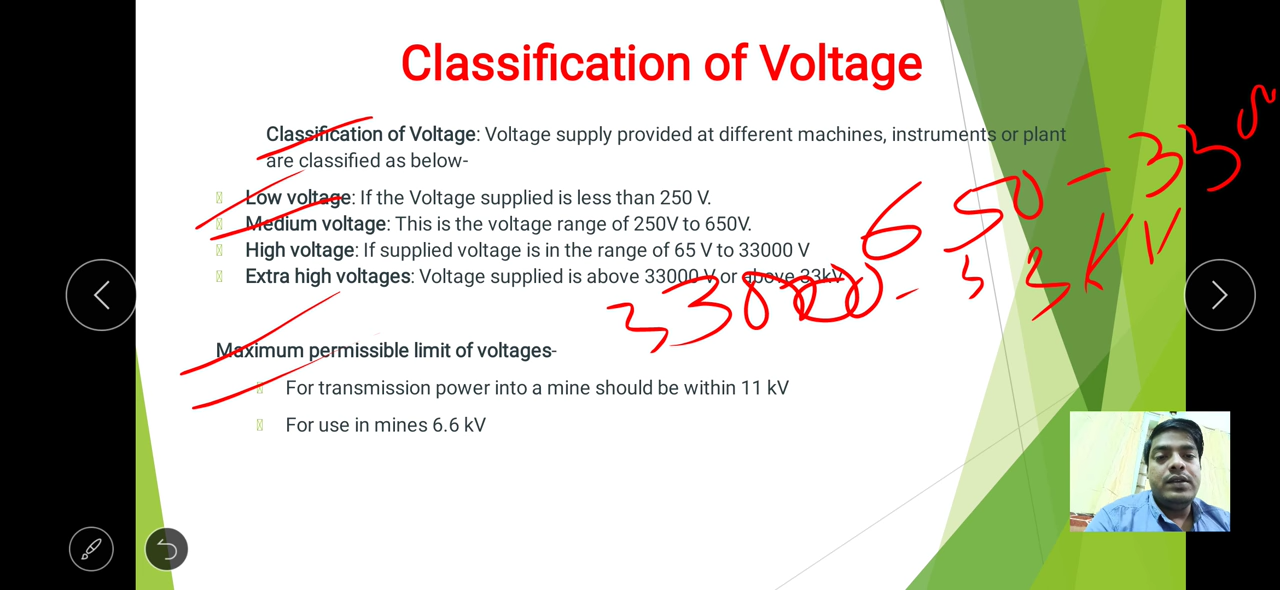 Classification of Voltage
Classification of Voltage: Voltage supply provided at different machines, instruments or plant
are classified as below-
Low voltage: If the Voltage supplied is less than 250 V.
Medium voltage: This is the voltage range of 250V to 650V.
High voltage: If supplied voltage is in the range of 65 V to 33000 V
Extra high voltages: Voltage supplied is above 33000 V or above 33kV
650 - 330
33000 - 33 kV
Maximum permissible limit of voltages-
For transmission power into a mine should be within 11 kV
For use in mines 6.6 kV